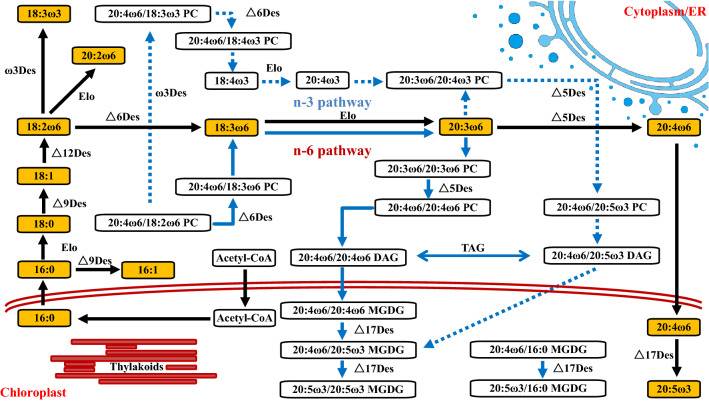 18:3ω3
20:4ω6/18:3ω3 PC
△6Des
Cytoplasm/ER
20:4ω6/18:4ω3 PC
20:2ω6
ω3Des
Elo
18:4ω3
Elo
20:4ω3
20:3ω6/20:4ω3 PC
△5Des
ω3Des
n-3 pathway
18:2ω6
△6Des
18:3ω6
Elo
20:3ω6
△5Des
20:4ω6
n-6 pathway
△12Des
18:1
20:3ω6/20:3ω6 PC
20:4ω6/18:3ω6 PC
△5Des
△9Des
20:4ω6/20:4ω6 PC
20:4ω6/20:5ω3 PC
18:0
20:4ω6/18:2ω6 PC
△6Des
Elo
TAG
16:0
△9Des
16:1
Acetyl-CoA
20:4ω6/20:4ω6 DAG
20:4ω6/20:5ω3 DAG
16:0
Acetyl-CoA
20:4ω6/20:4ω6 MGDG
20:4ω6
△17Des
20:4ω6/20:5ω3 MGDG
20:4ω6/16:0 MGDG
△17Des
Thylakoids
△17Des
△17Des
Chloroplast
20:5ω3/20:5ω3 MGDG
20:5ω3/16:0 MGDG
20:5ω3